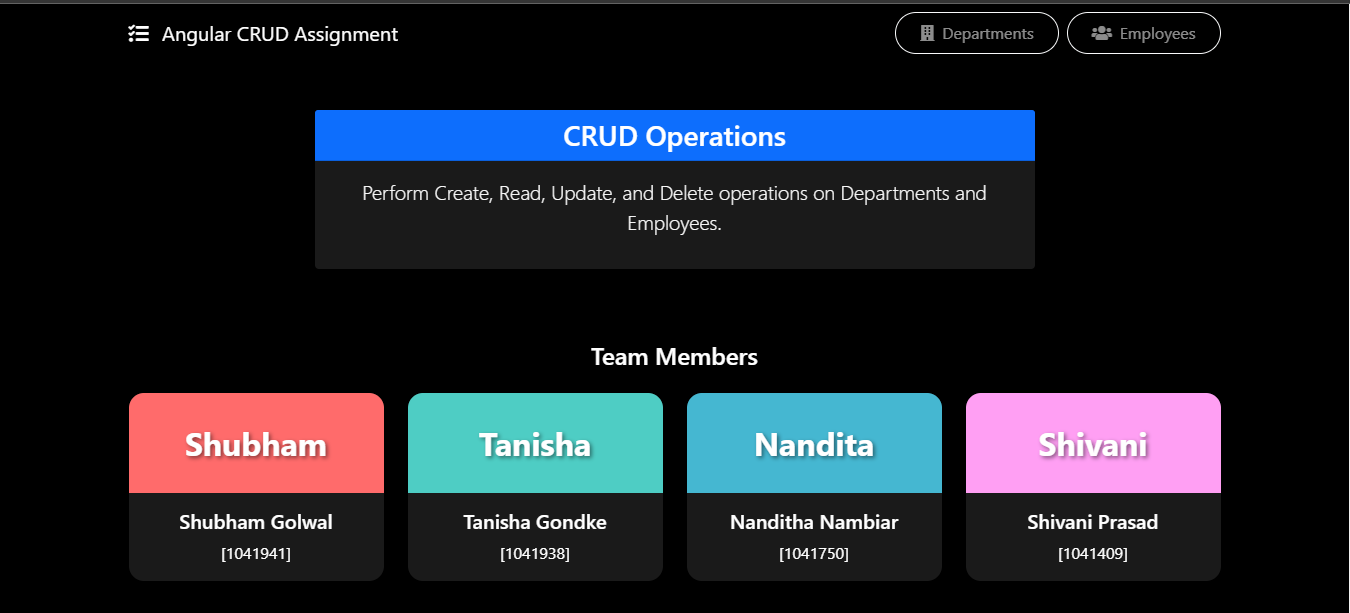 Angular CRUD Assignment
Departments
Employees
CRUD Operations
Perform Create, Read, Update, and Delete operations on Departments and
Employees.
Team Members
Shubham
Shubham Golwal
[1041941]
Tanisha
Tanisha Gondke
[1041938]
Nandita
Nanditha Nambiar
[1041750]
Shivani
Shivani Prasad
[1041409]